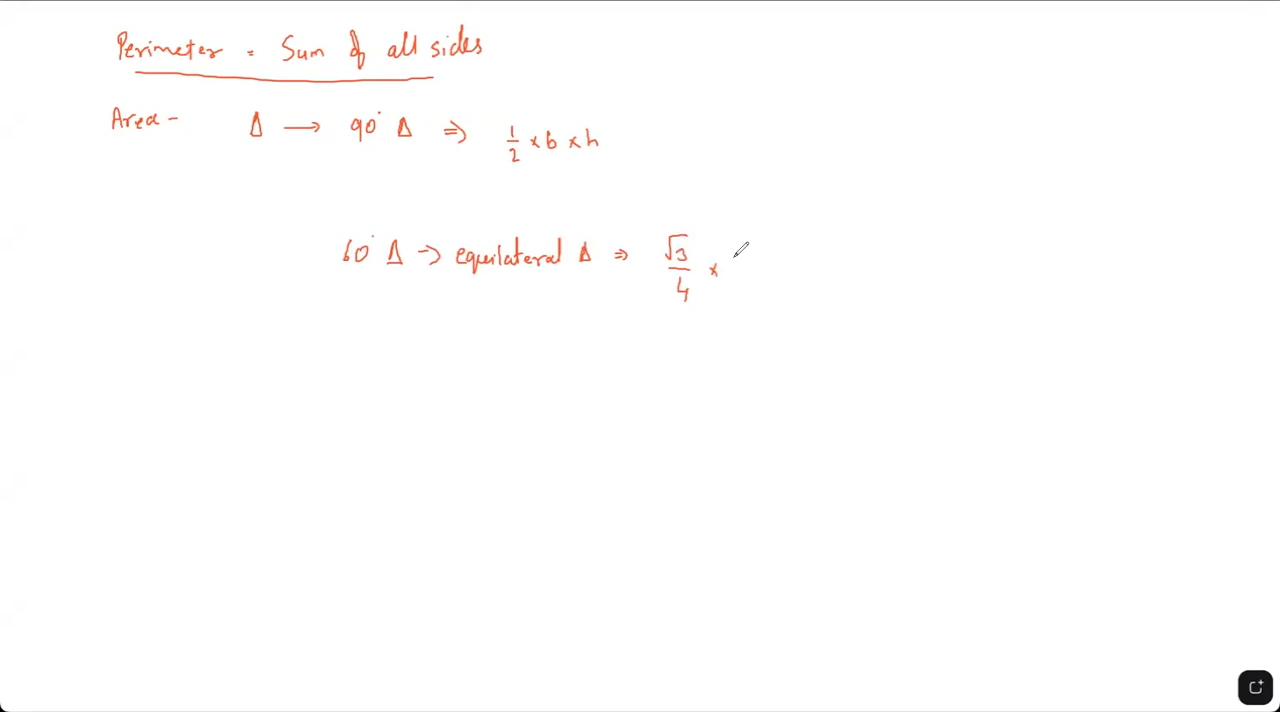 Perimeter = Sum of all sides
Area - Δ → 90° Δ ⇒ 1/2 × b × h
60° Δ → equilateral Δ ⇒ √3/4 ×